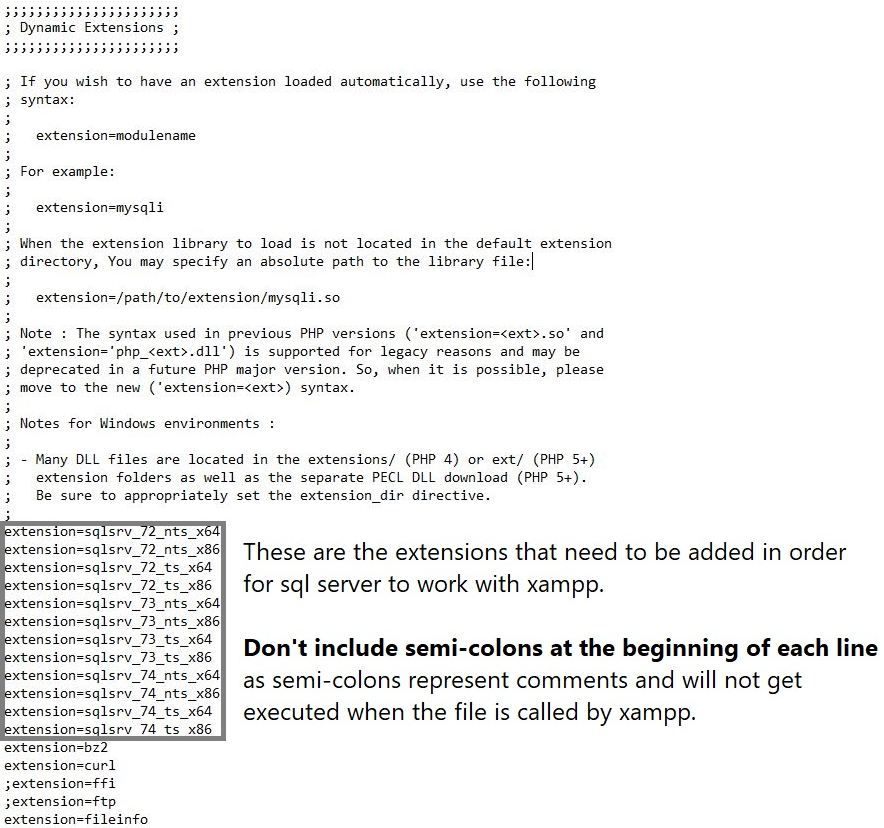 ;;;;;;;;;;;;;;;;;;;;;;
; Dynamic Extensions ;
;;;;;;;;;;;;;;;;;;;;;;
; If you wish to have an extension loaded automatically, use the following
; syntax:
;
;   extension=modulename
;
; For example:
;
;   extension=mysqli
;
; When the extension library to load is not located in the default extension
; directory, You may specify an absolute path to the library file:
;
;   extension=/path/to/extension/mysqli.so
;
; Note : The syntax used in previous PHP versions ('extension=<ext>.so' and
; 'extension='php_<ext>.dll') is supported for legacy reasons and may be
; deprecated in a future PHP major version. So, when it is possible, please
; move to the new ('extension=<ext>) syntax.
;
; Notes for Windows environments :
;
; - Many DLL files are located in the extensions/ (PHP 4) or ext/ (PHP 5+)
;   extension folders as well as the separate PECL DLL download (PHP 5+).
;   Be sure to appropriately set the extension_dir directive.
;
extension=sqlsrv_72_nts_x64
extension=sqlsrv_72_nts_x86
extension=sqlsrv_72_ts_x64
extension=sqlsrv_72_ts_x86
extension=sqlsrv_73_nts_x64
extension=sqlsrv_73_nts_x86
extension=sqlsrv_73_ts_x64
extension=sqlsrv_73_ts_x86
extension=sqlsrv_74_nts_x64
extension=sqlsrv_74_nts_x86
extension=sqlsrv_74_ts_x64
extension=sqlsrv_74_ts_x86
extension=bz2
extension=curl
;extension=ffi
;extension=ftp
extension=fileinfo
These are the extensions that need to be added in order
for sql server to work with xampp.
Don't include semi-colons at the beginning of each line
as semi-colons represent comments and will not get
executed when the file is called by xampp.